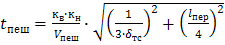 t_пеш = (к_в · к_н / V_пеш) · √((1 / (3·δ_тс))² + (l_пер / 4)²)